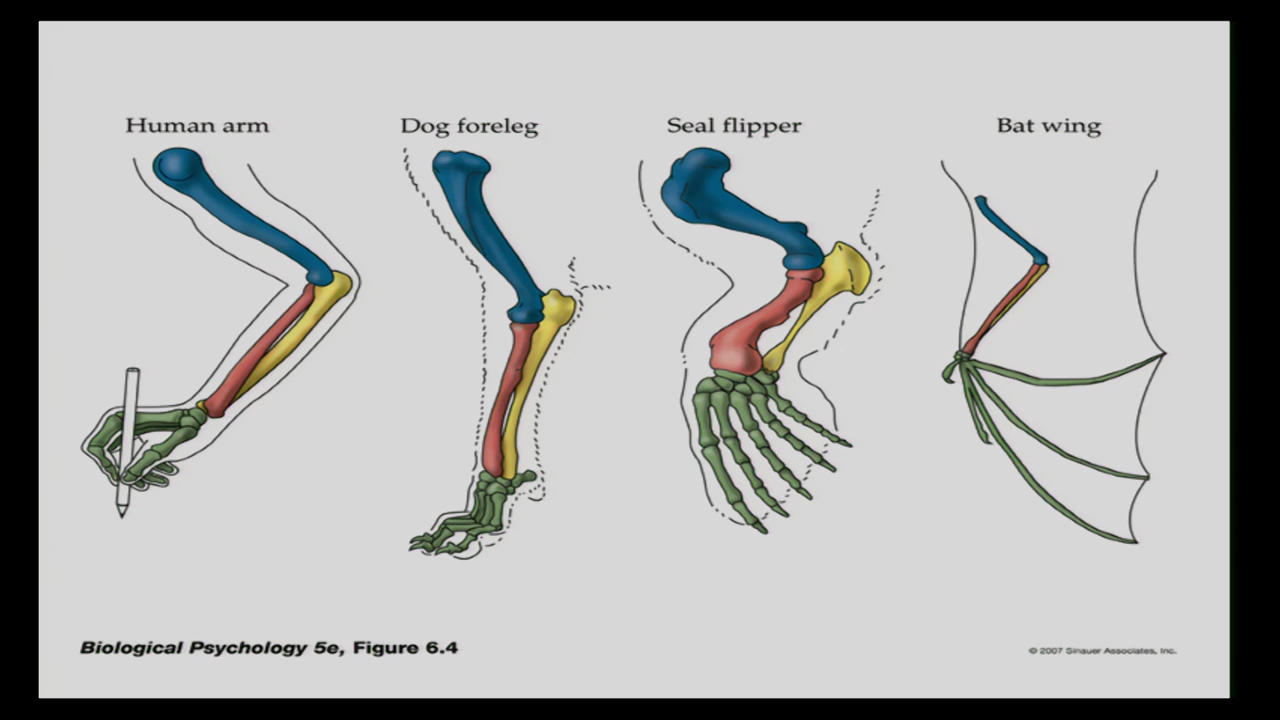 Human arm
Dog foreleg
Seal flipper
Bat wing
Biological Psychology 5e, Figure 6.4
© 2007 Sinauer Associates, Inc.